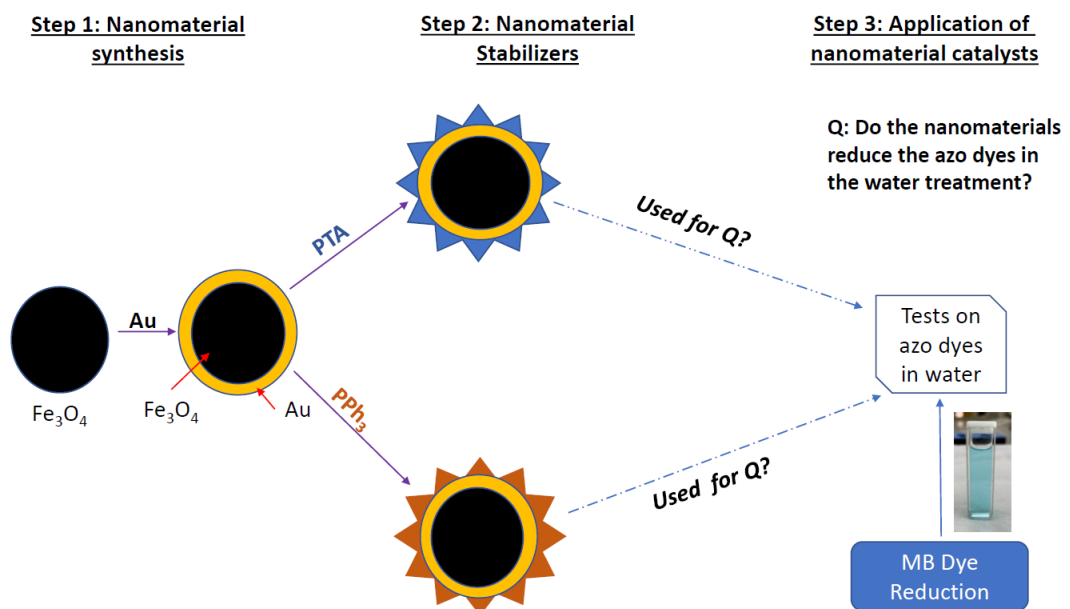 Step 1: Nanomaterial
synthesis
Step 2: Nanomaterial
Stabilizers
Step 3: Application of
nanomaterial catalysts
Q: Do the nanomaterials
reduce the azo dyes in
the water treatment?
PTA
Used for Q?
Au
Fe₃O₄
Fe₃O₄
Au
PPh₃
Used for Q?
Tests on
azo dyes
in water
MB Dye
Reduction